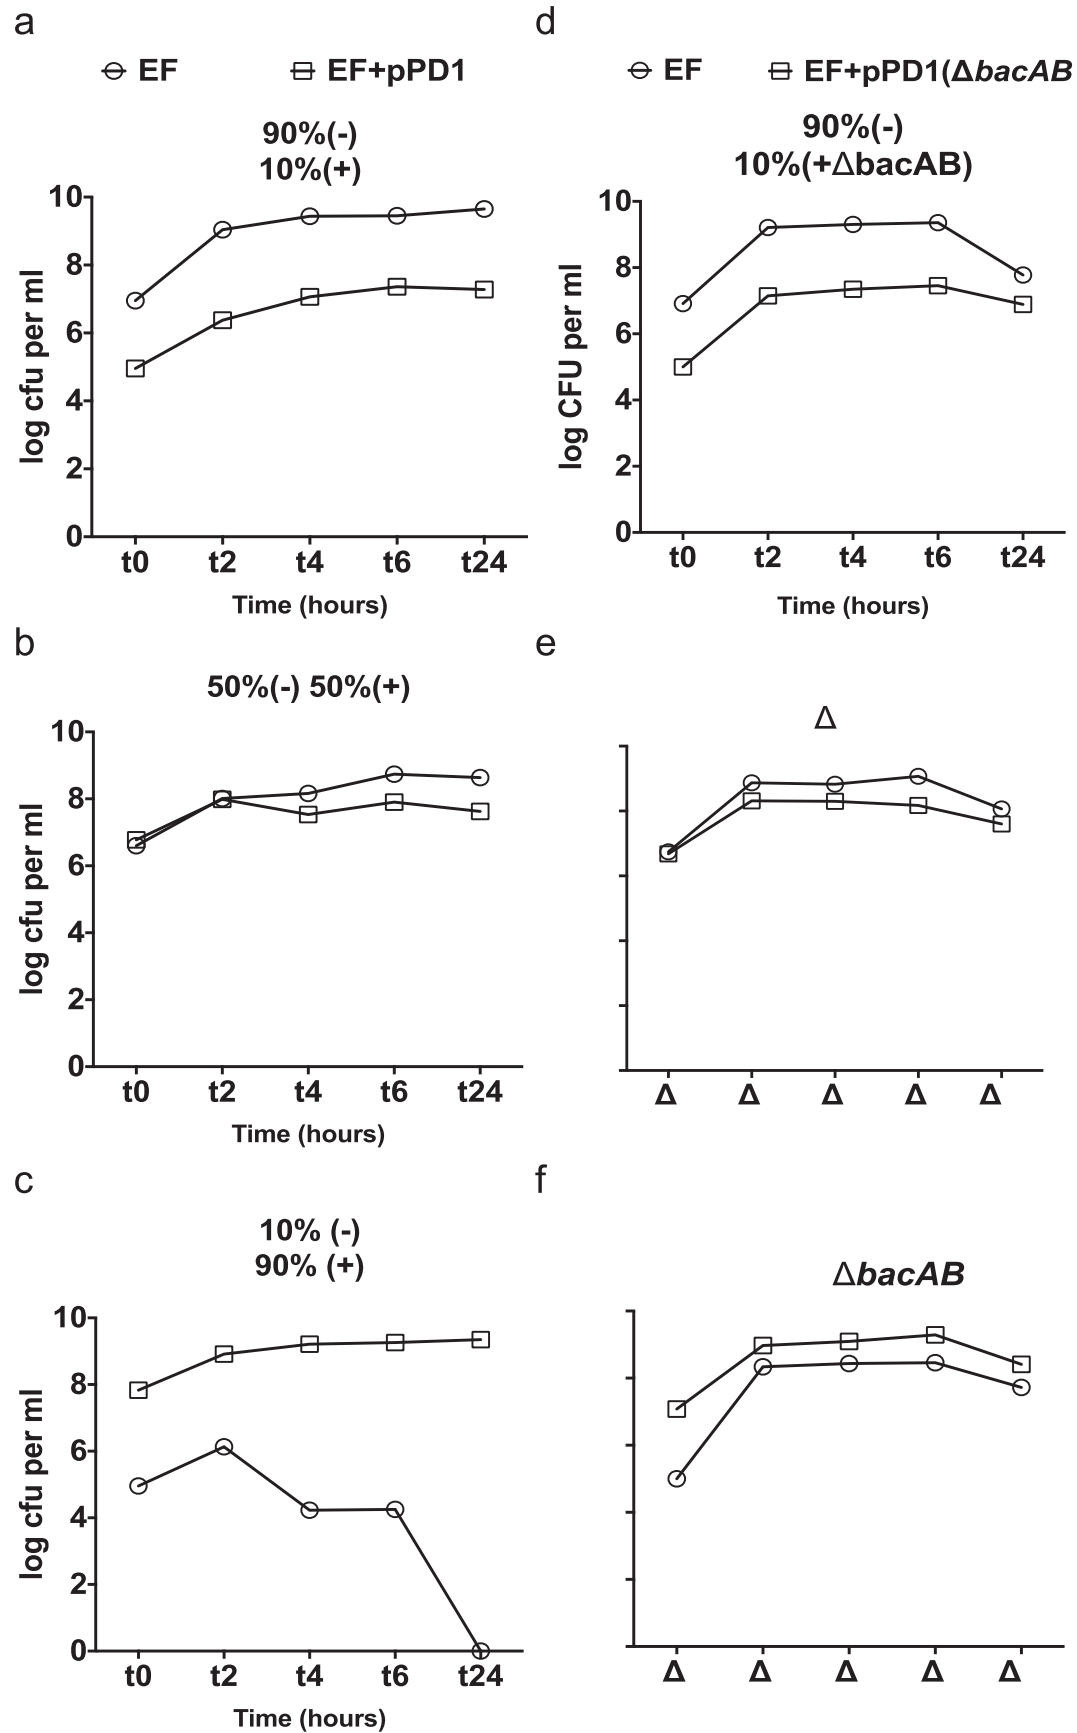 a
EF
EF+pPD1
90%(-)
10%(+)
10
8
6
4
2
0
log cfu per ml
t0 t2 t4 t6 t24
Time (hours)
d
EF
EF+pPD1(Δbac​AB
90%(-)
10%(+ΔbacAB)
10
8
6
4
2
0
log CFU per ml
t0 t2 t4 t6 t24
Time (hours)
b
50%(-) 50%(+)
10
8
6
4
2
0
log cfu per ml
t0 t2 t4 t6 t24
Time (hours)
e
Δ
Δ Δ Δ Δ Δ
c
10% (-)
90% (+)
10
8
6
4
2
0
log cfu per ml
t0 t2 t4 t6 t24
Time (hours)
f
ΔbacAB
Δ Δ Δ Δ Δ